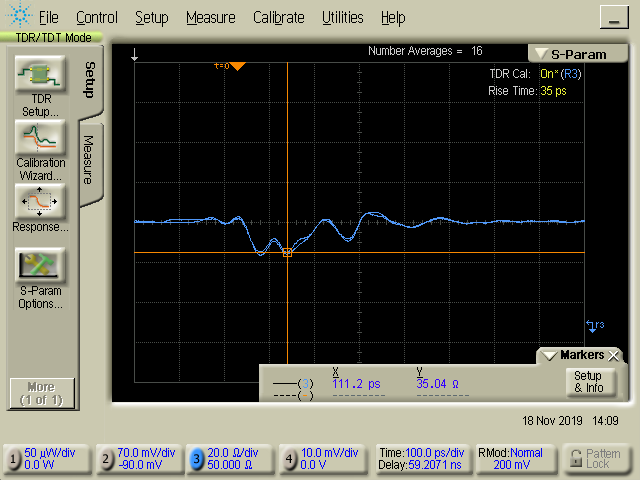 File Control Setup Measure Calibrate Utilities Help
TDR/TDT Mode
Number Averages = 16
S-Param
t=0
TDR Cal: On* (R3)
Rise Time: 35 ps
Setup
Measure
TDR
Setup...
Calibration
Wizard...
Response...
S-Param
Options...
More
(1 of 1)
r3
Markers
X Y
(3) 111.2 ps 35.04 Ω
( )
Setup
& Info
18 Nov 2019 14:09
1 50 µW/div
0.0 W
2 70.0 mV/div
-90.0 mV
3 20.0 Ω/div
50.000 Ω
4 10.0 mV/div
0.0 V
Time:100.0 ps/div
Delay:59.2071 ns
RMod:Normal
200 mV
Pattern
Lock